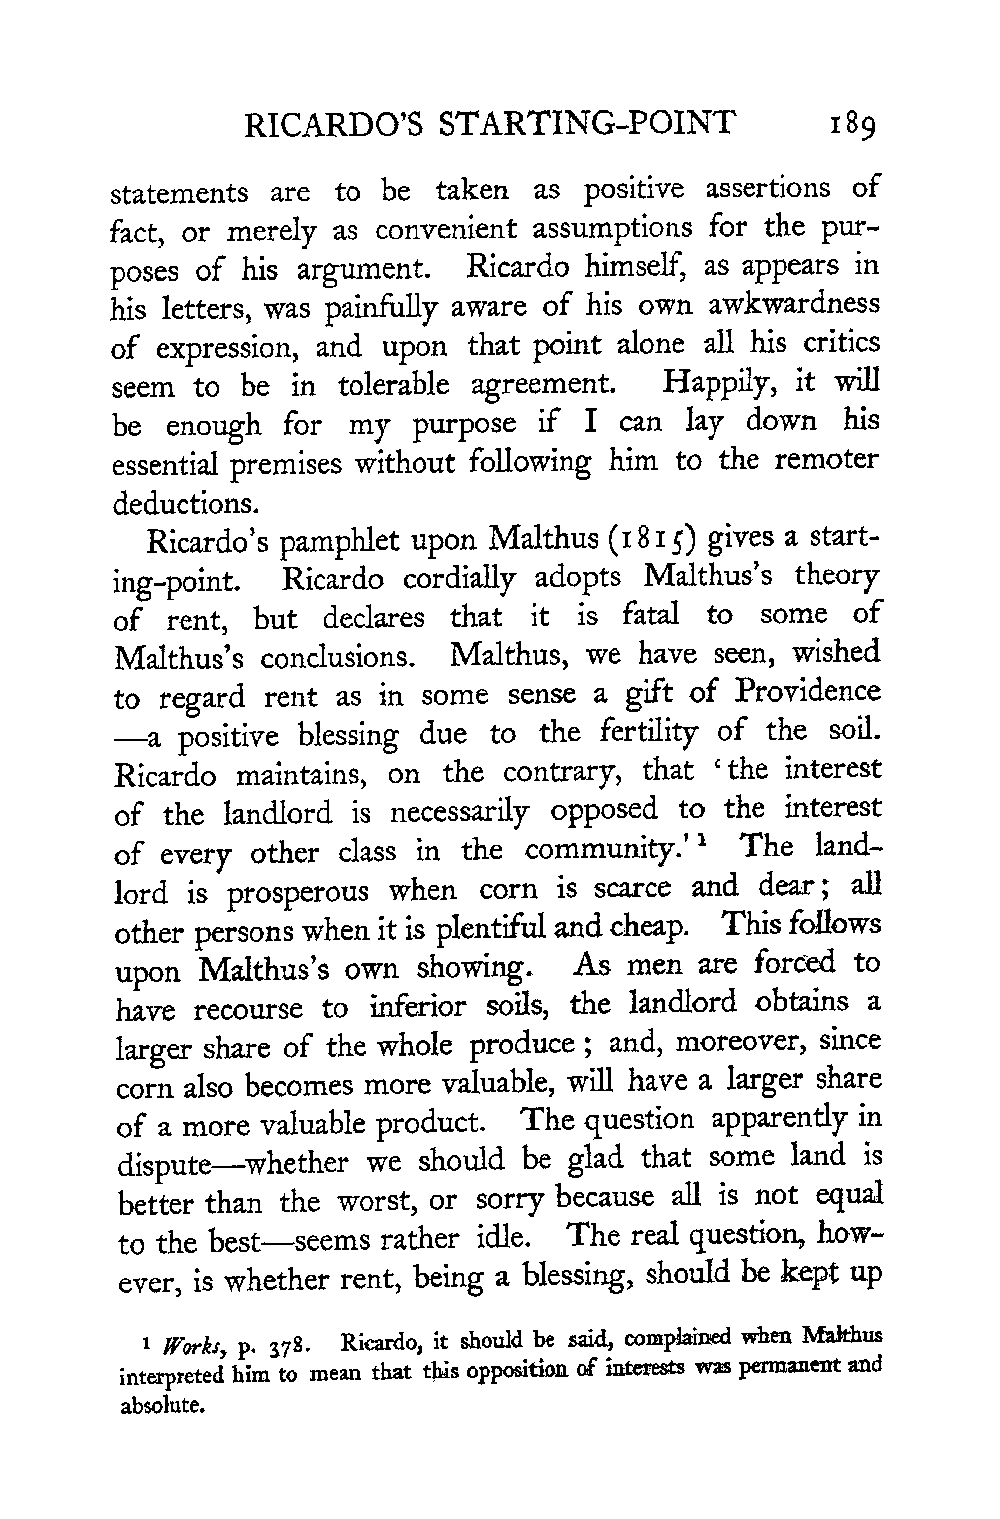 RICARDO'S STARTING-POINT 189
statements are to be taken as positive assertions of
fact, or merely as convenient assumptions for the pur-
poses of his argument. Ricardo himself, as appears in
his letters, was painfully aware of his own awkwardness
of expression, and upon that point alone all his critics
seem to be in tolerable agreement. Happily, it will
be enough for my purpose if I can lay down his
essential premises without following him to the remoter
deductions.
Ricardo's pamphlet upon Malthus (1815) gives a start-
ing-point. Ricardo cordially adopts Malthus's theory
of rent, but declares that it is fatal to some of
Malthus's conclusions. Malthus, we have seen, wished
to regard rent as in some sense a gift of Providence
—a positive blessing due to the fertility of the soil.
Ricardo maintains, on the contrary, that ‘the interest
of the landlord is necessarily opposed to the interest
of every other class in the community.’ ¹ The land-
lord is prosperous when corn is scarce and dear; all
other persons when it is plentiful and cheap. This follows
upon Malthus's own showing. As men are forced to
have recourse to inferior soils, the landlord obtains a
larger share of the whole produce; and, moreover, since
corn also becomes more valuable, will have a larger share
of a more valuable product. The question apparently in
dispute—whether we should be glad that some land is
better than the worst, or sorry because all is not equal
to the best—seems rather idle. The real question, how-
ever, is whether rent, being a blessing, should be kept up
¹ Works, p. 378. Ricardo, it should be said, complained when Malthus
interpreted him to mean that this opposition of interests was permanent and
absolute.